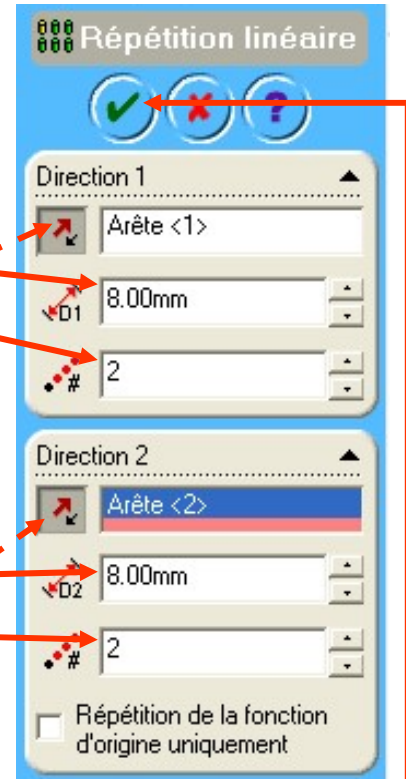 Répétition linéaire
?
Direction 1
Arête <1>
D1
8.00mm
#
2
Direction 2
Arête <2>
D2
8.00mm
#
2
Répétition de la fonction
d'origine uniquement